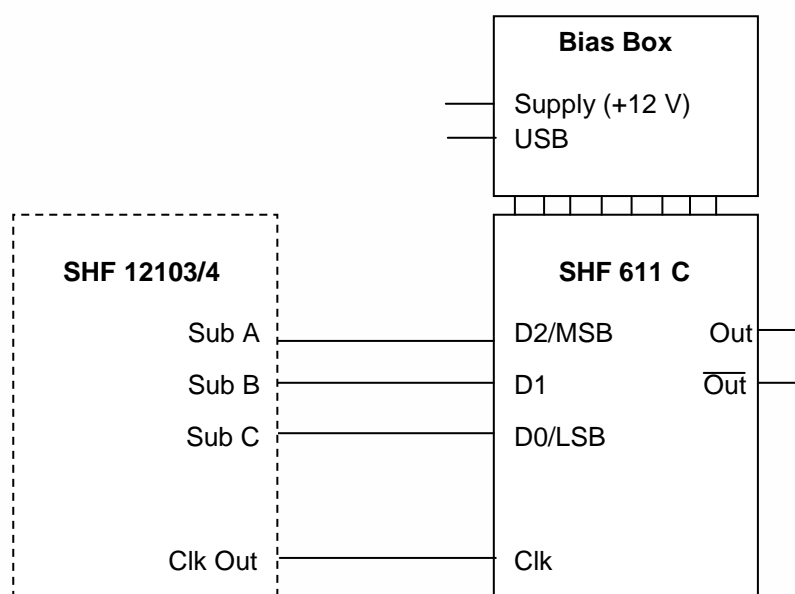 Bias Box
Supply (+12 V)
USB
SHF 12103/4
Sub A
Sub B
Sub C
Clk Out
SHF 611 C
D2/MSB
D1
D0/LSB
Clk
Out
O̅u̅t̅